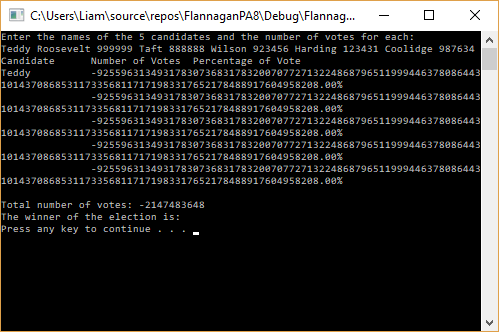 C:\Users\Liam\source\repos\FlannaganPA8\Debug\Flannag...
Enter the names of the 5 candidates and the number of votes for each:
Teddy Roosevelt 999999 Taft 888888 Wilson 923456 Harding 123431 Coolidge 987634
Candidate Number of Votes Percentage of Vote
Teddy -9255963134931783073683178320070772713224868796511999446378086443
10143708685311733568117171983317652178488917604958208.00%
-9255963134931783073683178320070772713224868796511999446378086443
10143708685311733568117171983317652178488917604958208.00%
-9255963134931783073683178320070772713224868796511999446378086443
10143708685311733568117171983317652178488917604958208.00%
-9255963134931783073683178320070772713224868796511999446378086443
10143708685311733568117171983317652178488917604958208.00%
-9255963134931783073683178320070772713224868796511999446378086443
10143708685311733568117171983317652178488917604958208.00%
Total number of votes: -2147483648
The winner of the election is:
Press any key to continue . . .